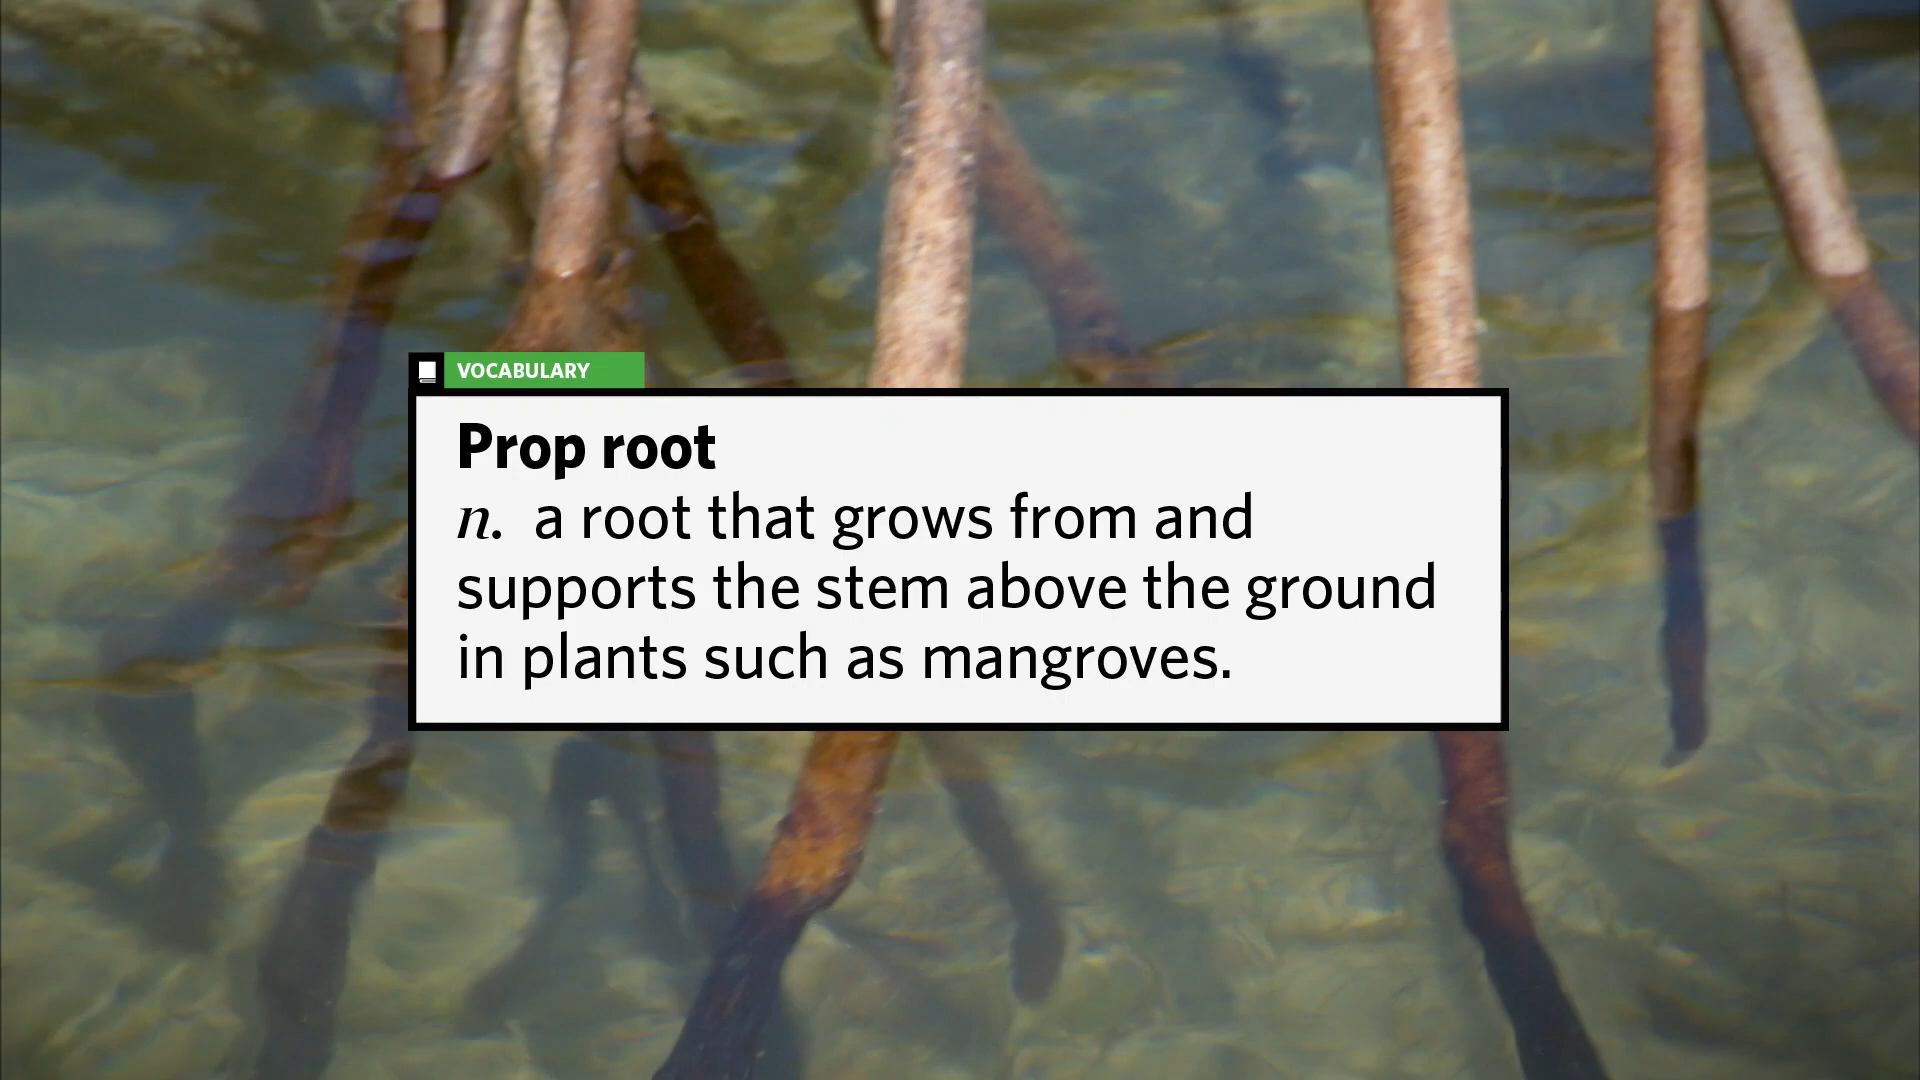 VOCABULARY
Prop root
n. a root that grows from and
supports the stem above the ground
in plants such as mangroves.